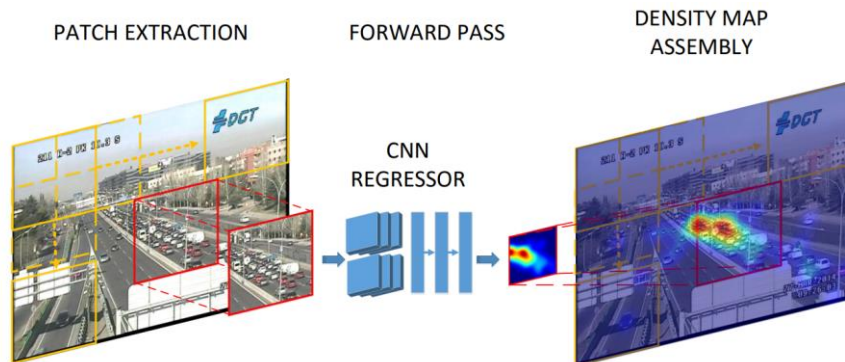 PATCH EXTRACTION
FORWARD PASS
DENSITY MAP
ASSEMBLY
DGT
CNN
REGRESSOR
DGT